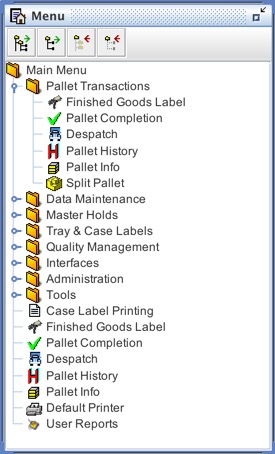 Menu
Main Menu
Pallet Transactions
Finished Goods Label
Pallet Completion
Despatch
Pallet History
Pallet Info
Split Pallet
Data Maintenance
Master Holds
Tray & Case Labels
Quality Management
Interfaces
Administration
Tools
Case Label Printing
Finished Goods Label
Pallet Completion
Despatch
Pallet History
Pallet Info
Default Printer
User Reports